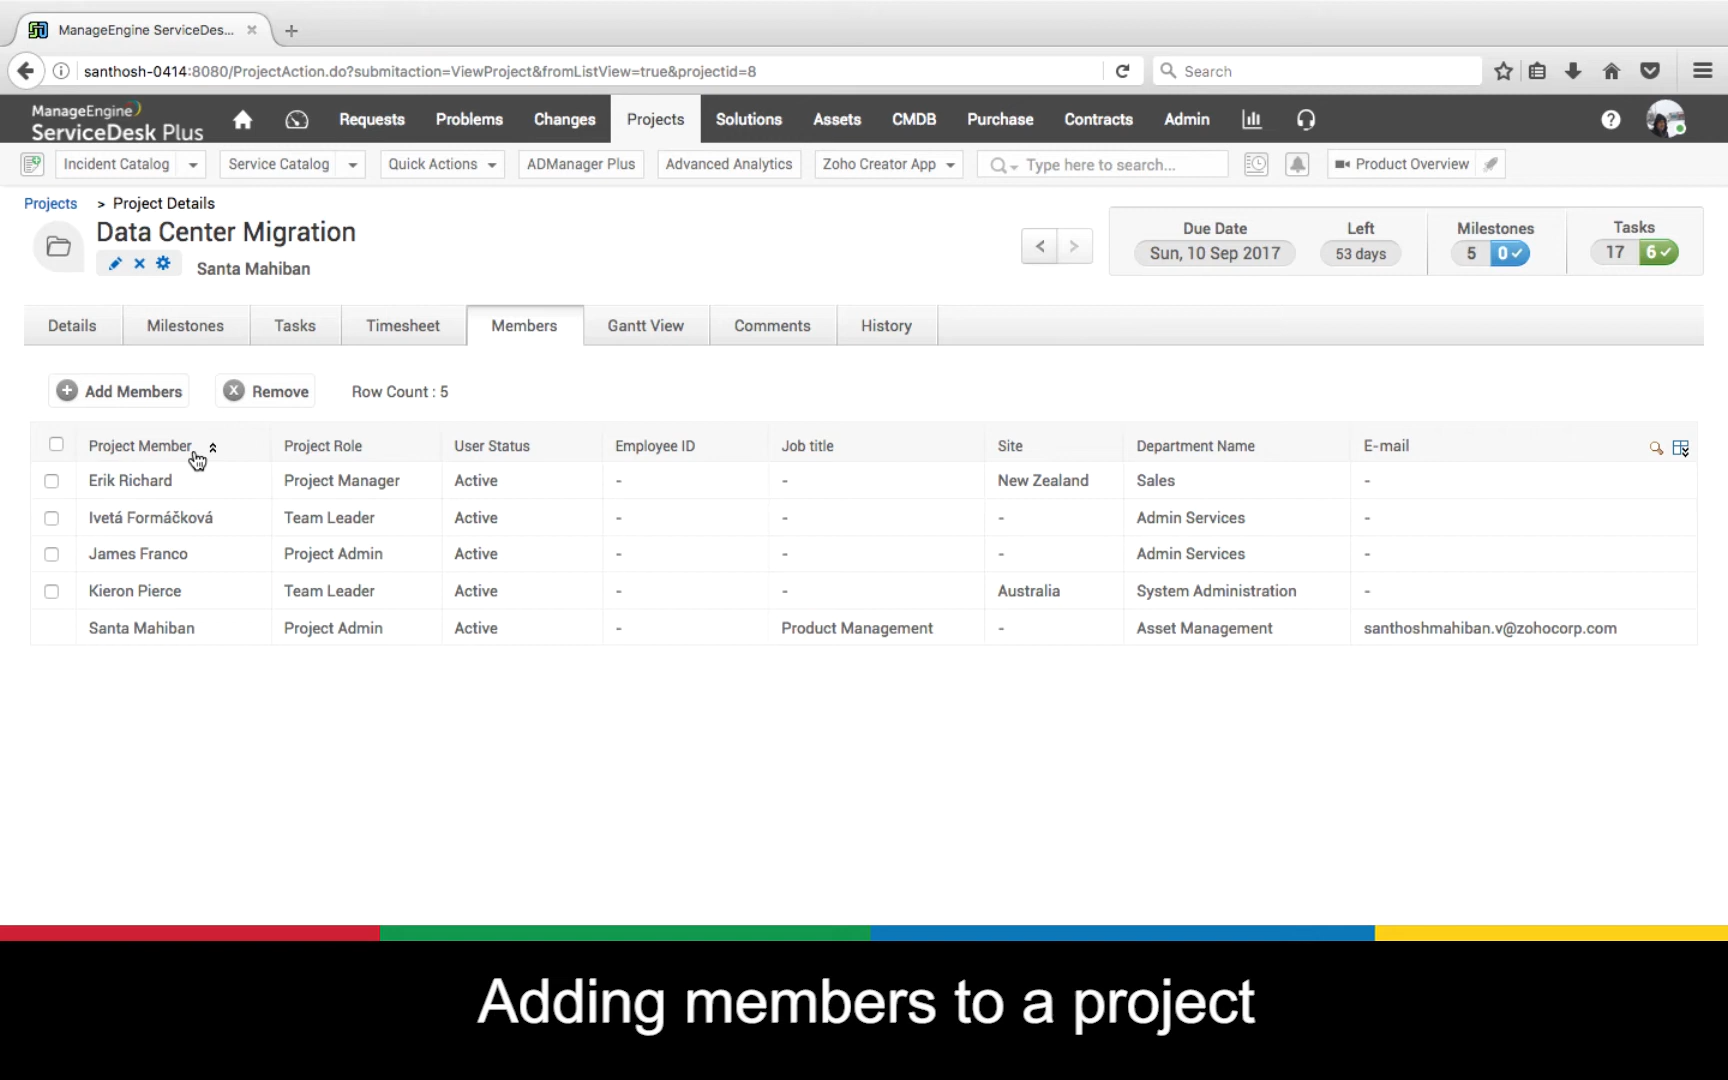 ManageEngine ServiceDes...
santhosh-0414:8080/ProjectAction.do?submitaction=ViewProject&fromListView=true&projectid=8
Search
ManageEngine
ServiceDesk Plus
Requests Problems Changes Projects Solutions Assets CMDB Purchase Contracts Admin
Incident Catalog Service Catalog Quick Actions ADManager Plus Advanced Analytics Zoho Creator App Type here to search... Product Overview
Projects > Project Details
Data Center Migration
Santa Mahiban
Due Date Left Milestones Tasks
Sun, 10 Sep 2017 53 days 5 0 17 6
Details Milestones Tasks Timesheet Members Gantt View Comments History
Add Members Remove Row Count : 5
Project Member Project Role User Status Employee ID Job title Site Department Name E-mail
Erik Richard Project Manager Active - - New Zealand Sales -
Ivetá Formáčková Team Leader Active - - - Admin Services -
James Franco Project Admin Active - - - Admin Services -
Kieron Pierce Team Leader Active - - Australia System Administration -
Santa Mahiban Project Admin Active - Product Management - Asset Management santhoshmahiban.v@zohocorp.com
Adding members to a project